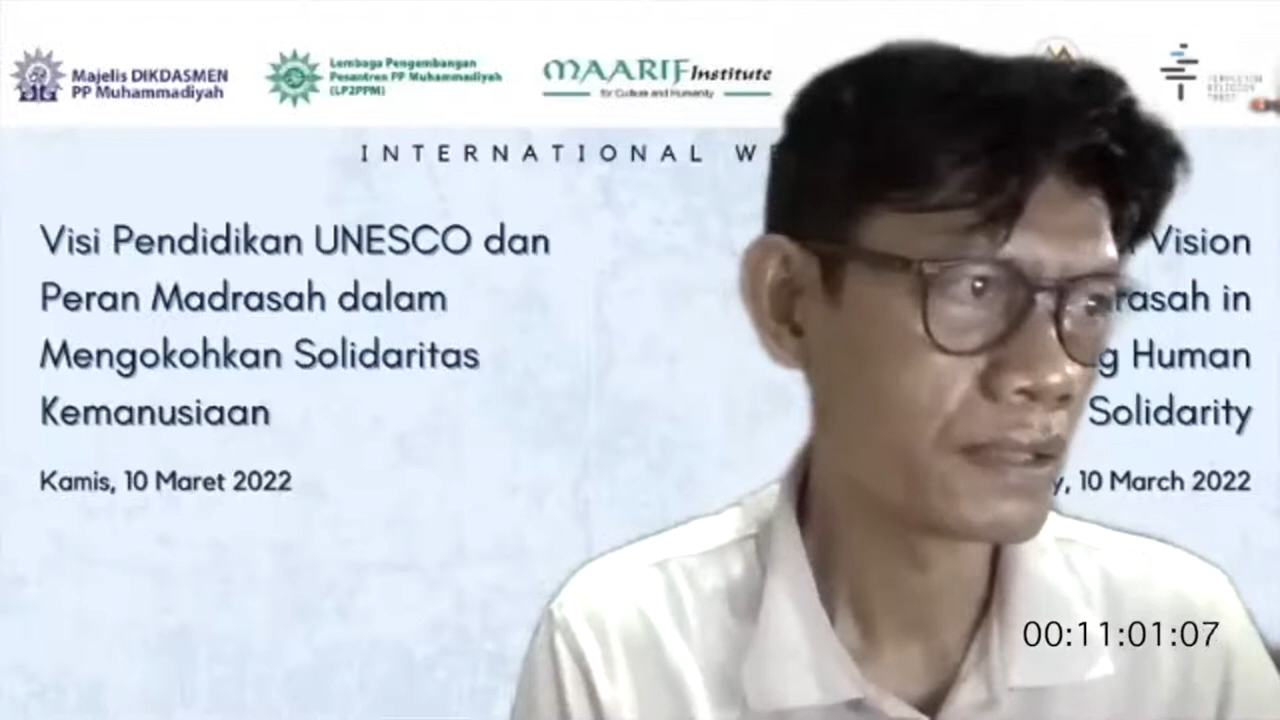 Majelis DIKDASMEN
PP Muhammadiyah
Lembaga Pengembangan
Pesantren PP Muhammadiyah
(LP2PPM)
MAARIF Institute
for Culture and Humanity
INTERNATIONAL WE
Visi Pendidikan UNESCO dan
Peran Madrasah dalam
Mengokohkan Solidaritas
Kemanusiaan
Kamis, 10 Maret 2022
Vision
rasah in
g Human
Solidarity
y, 10 March 2022
00:11:01:07